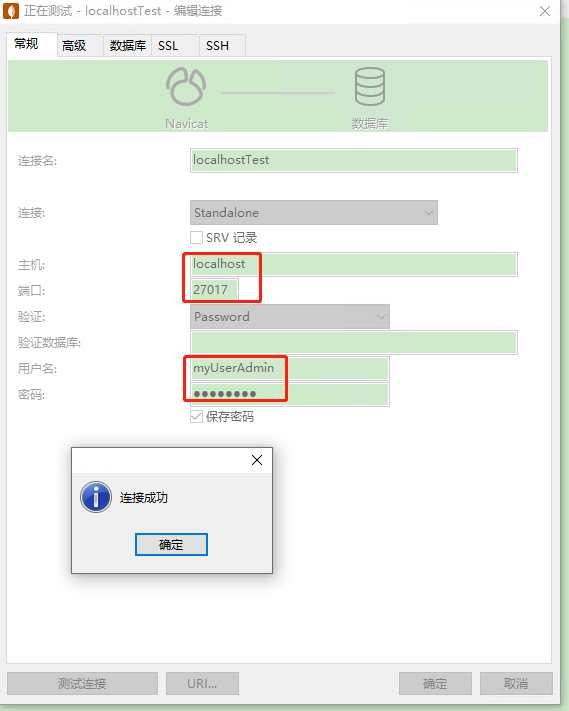 正在测试 - localhostTest - 编辑连接
常规 高级 数据库 SSL SSH
Navicat 数据库
连接名: localhostTest
连接: Standalone
SRV 记录
主机: localhost
端口: 27017
验证: Password
验证数据库:
用户名: myUserAdmin
密码: ●●●●●●●●
保存密码
连接成功
确定
测试连接 URI... 确定 取消